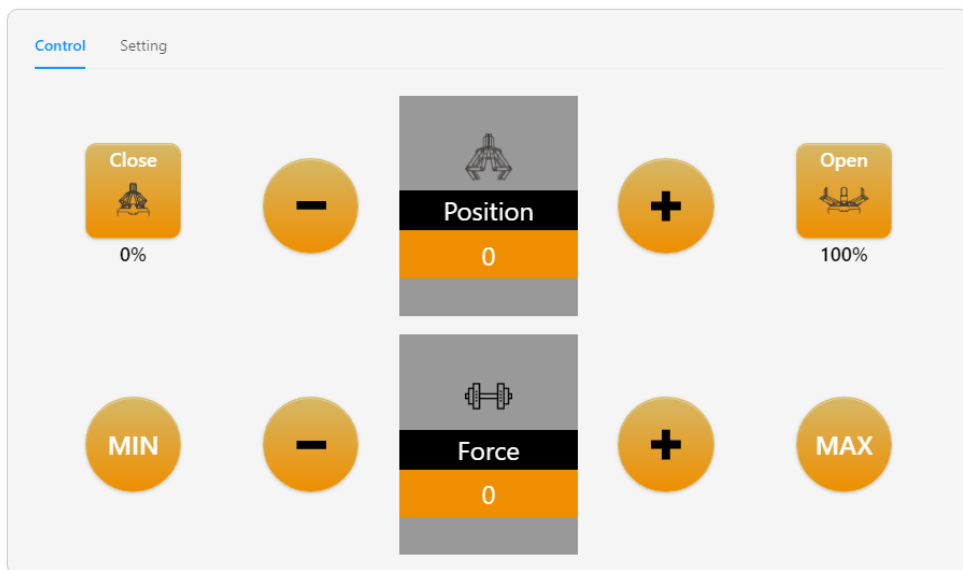 Control Setting
Close
0%
−
Position
0
+
Open
100%
MIN
−
Force
0
+
MAX